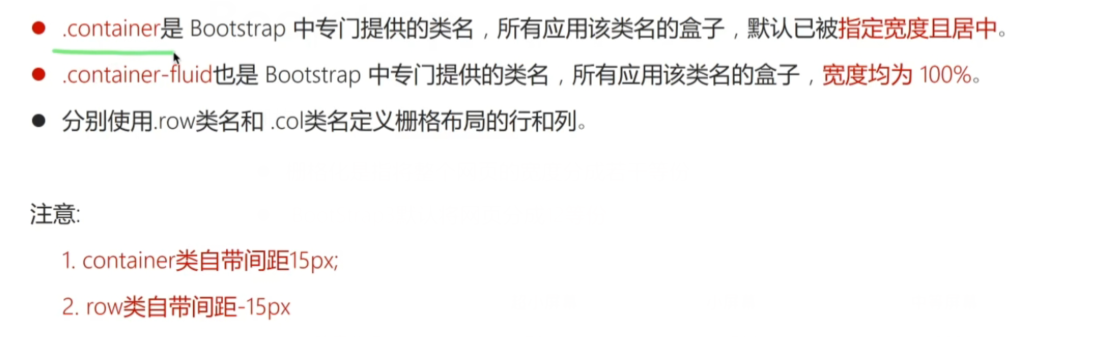 .container是 Bootstrap 中专门提供的类名，所有应用该类名的盒子，默认已被指定宽度且居中。
.container-fluid也是 Bootstrap 中专门提供的类名，所有应用该类名的盒子，宽度均为 100%。
分别使用.row类名和 .col类名定义栅格布局的行和列。
注意:
1. container类自带间距15px;
2. row类自带间距-15px